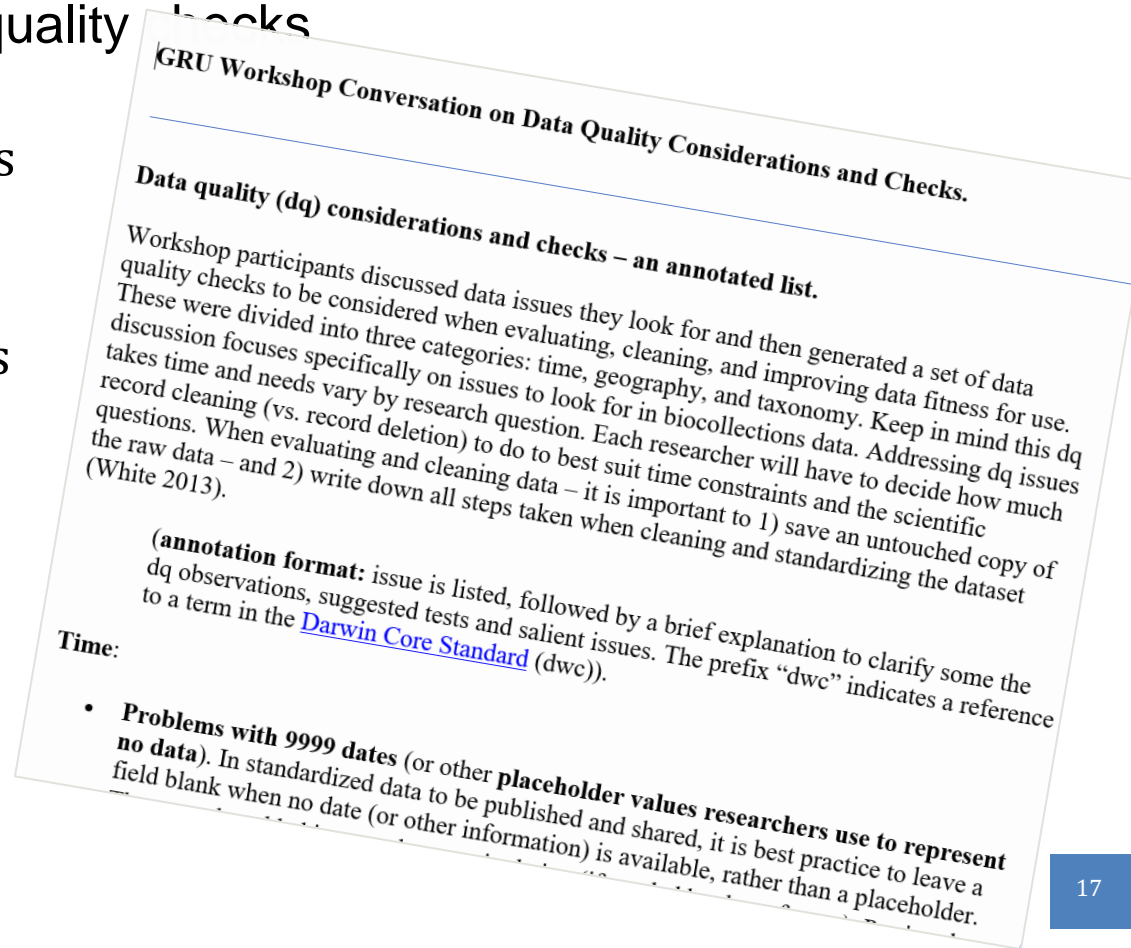 quality checks
GRU Workshop Conversation on Data Quality Considerations and Checks.
s
Data quality (dq) considerations and checks – an annotated list.
Workshop participants discussed data issues they look for and then generated a set of data
quality checks to be considered when evaluating, cleaning, and improving data fitness for use.
These were divided into three categories: time, geography, and taxonomy. Keep in mind this dq
discussion focuses specifically on issues to look for in biocollections data. Addressing dq issues
takes time and needs vary by research question. Each researcher will have to decide how much
record cleaning (vs. record deletion) to do to best suit time constraints and the scientific
questions. When evaluating and cleaning data – it is important to 1) save an untouched copy of
the raw data – and 2) write down all steps taken when cleaning and standardizing the dataset
(White 2013).
s
(annotation format: issue is listed, followed by a brief explanation to clarify some the
dq observations, suggested tests and salient issues. The prefix “dwc” indicates a reference
to a term in the Darwin Core Standard (dwc)).
Time:
• Problems with 9999 dates (or other placeholder values researchers use to represent
no data). In standardized data to be published and shared, it is best practice to leave a
field blank when no date (or other information) is available, rather than a placeholder.
17